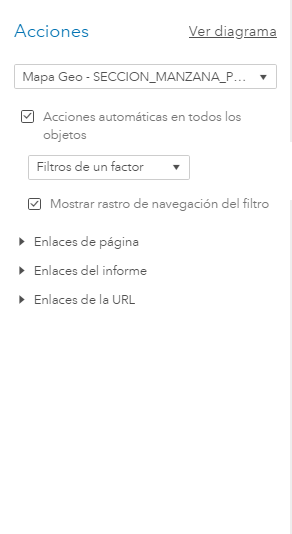 Acciones
Ver diagrama
Mapa Geo - SECCION_MANZANA_P...
Acciones automáticas en todos los
objetos
Filtros de un factor
Mostrar rastro de navegación del filtro
Enlaces de página
Enlaces del informe
Enlaces de la URL